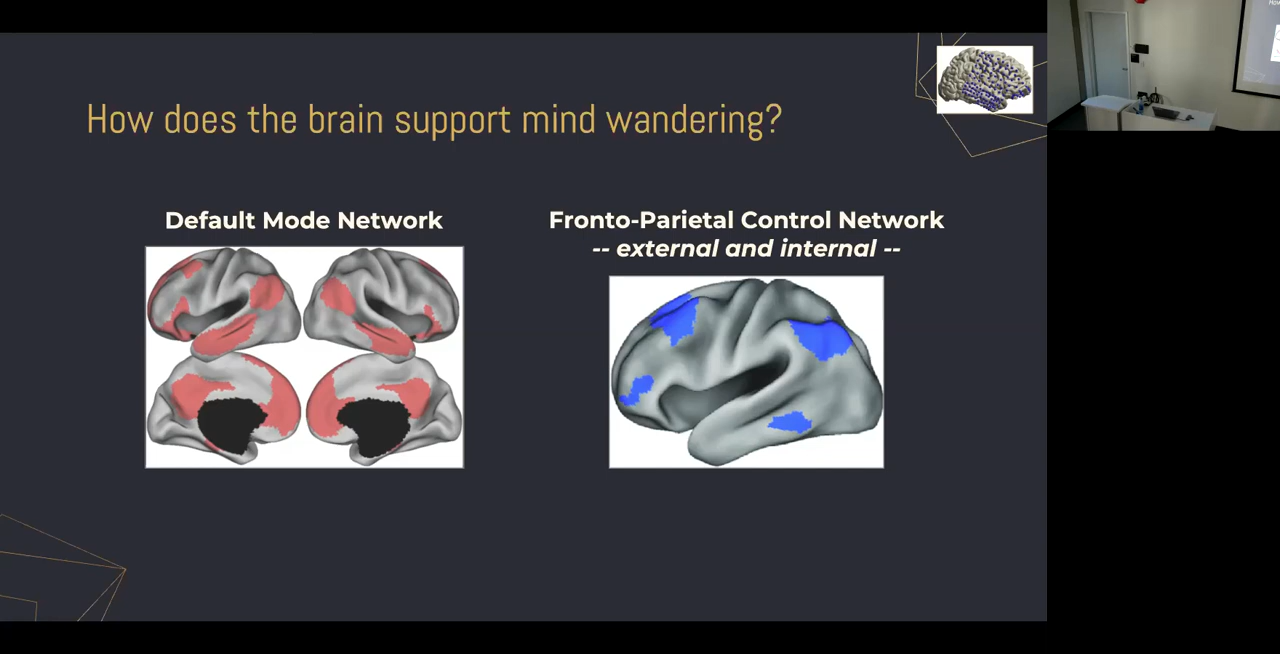 How does the brain support mind wandering?
Default Mode Network
Fronto-Parietal Control Network
-- external and internal --